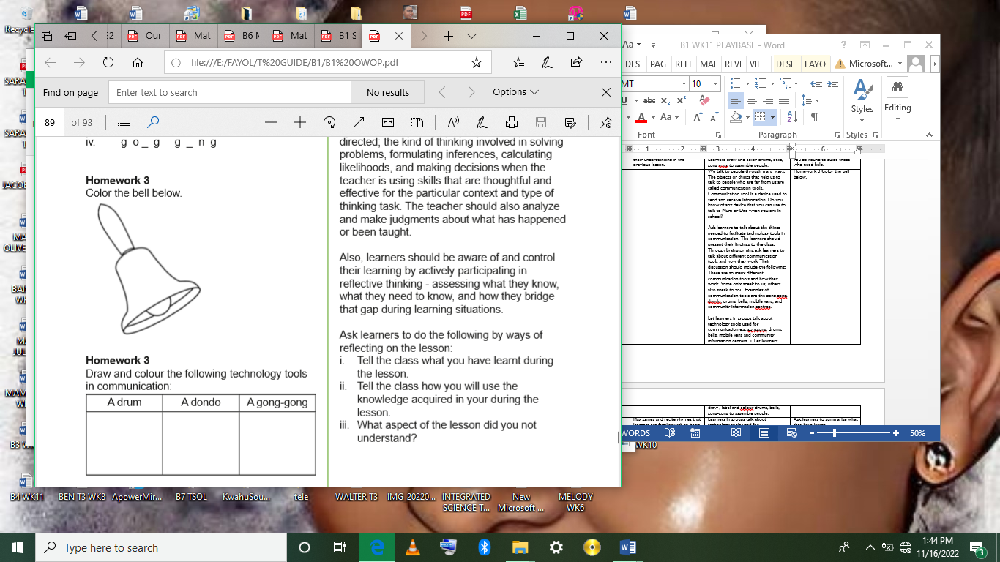 Recycle
S2
Our_
Mat
B6 M
Mat
B1 S
file:///E:/FAYOL/T%20GUIDE/B1/B1%20OWOP.pdf
Find on page
Enter text to search
No results
Options
89
of 93
iv. g o _ g g _ n g
Homework 3
Color the bell below.
Homework 3
Draw and colour the following technology tools
in communication:
A drum
A dondo
A gong-gong
directed; the kind of thinking involved in solving
problems, formulating inferences, calculating
likelihoods, and making decisions when the
teacher is using skills that are thoughtful and
effective for the particular context and type of
thinking task. The teacher should also analyze
and make judgments about what has happened
or been taught.
Also, learners should be aware of and control
their learning by actively participating in
reflective thinking - assessing what they know,
what they need to know, and how they bridge
that gap during learning situations.
Ask learners to do the following by ways of
reflecting on the lesson:
i. Tell the class what you have learnt during
the lesson.
ii. Tell the class how you will use the
knowledge acquired in your during the
lesson.
iii. What aspect of the lesson did you not
understand?
Aa
B1 WK11 PLAYBASE - Word
DESI
PAG
REFE
MAI
REVI
VIE
DESI
LAYO
Microsoft...
MT
10
U
abc
x₂
x²
A
Aa
A
A
Styles
Editing
Font
Paragraph
Styles
1
2
3
4
6
their understanding in the
previous lesson.
Learners draw and color drums, bells,
gong gong to assemble people.
you go round to guide those
who need help.
We talk to people through many ways.
The objects or things that help us to
talk to people who are far from us are
called communication tools.
Communication tool is a device used to
send and receive information. Do you
know of any device that you can use to
talk to Mum or Dad when you are in
school?
Homework 3 Color the bell
below.
Ask learners to talk about the things
needed to facilitate technology tools in
communication. The learners should
present their findings to the class.
Through brainstorming ask learners to
talk about different communication
tools and how they work. Their
discussion should include the following:
There are so many different
communication tools and how they
work. Some only speak to us, others
also speak to you. Examples of
communication tools are the gong gong,
dondo, drums, bells, mobile vans, and
community information centres.
Let learners in groups talk about
technology tools used for
communication e.g. gonggong, drums,
bells, mobile vans and community
information centers. ii. Let learners
draw , label and colour drums, bells,
gong-gong to assemble people.
Play games and recite rhymes that
Learners in groups talk about
Ask learners to summarise what
WORDS
50%
WK10
SARA
SARA
JACOB
MA
OLIVE
BAI
WK
MA
JUL
MAM
WK
B3 W
B4 WK11
BEN T3 WK8
ApowerMir...
B7 TSOL
KwahuSou...
tele
WALTER T3
IMG_20220...
INTEGRATED
SCIENCE T...
New
Microsoft ...
MELODY
WK6
Type here to search
1:44 PM
11/16/2022
3